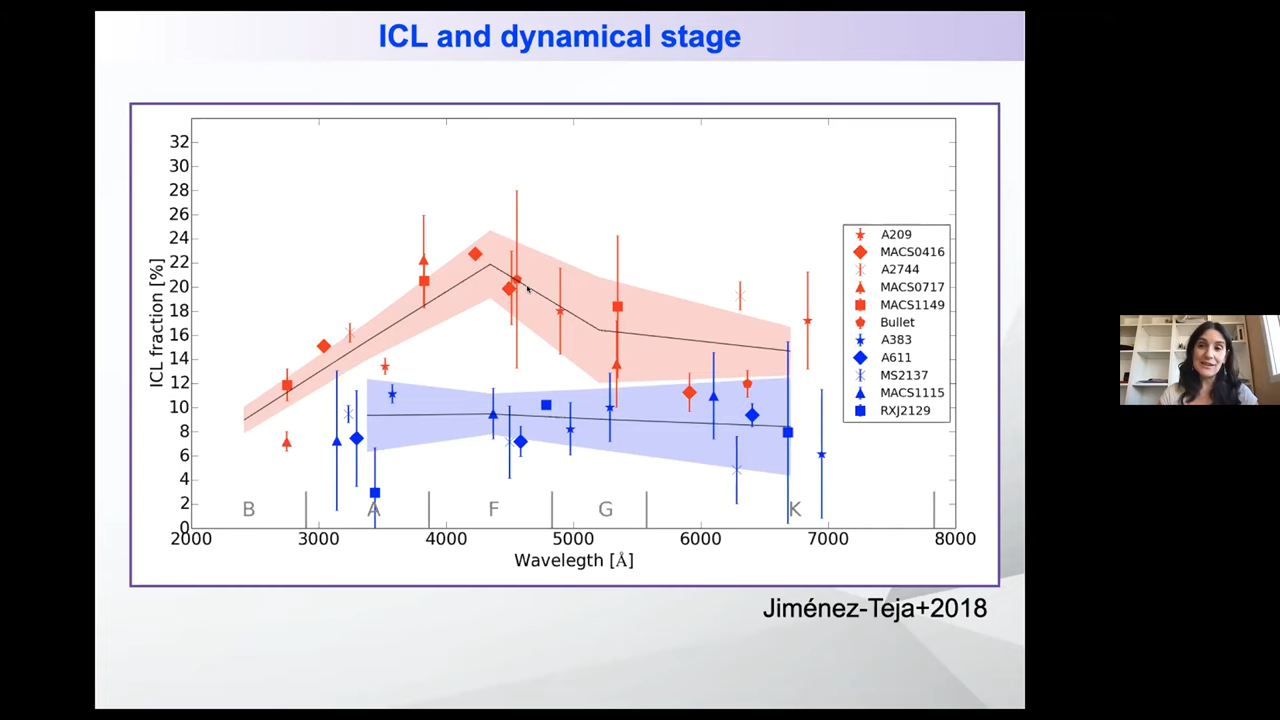 ICL and dynamical stage
ICL fraction [%]
32
30
28
26
24
22
20
18
16
14
12
10
8
6
4
2
0
A209
MACS0416
A2744
MACS0717
MACS1149
Bullet
A383
A611
MS2137
MACS1115
RXJ2129
B A F G K
2000 3000 4000 5000 6000 7000 8000
Wavelegth [Å]
Jiménez-Teja+2018